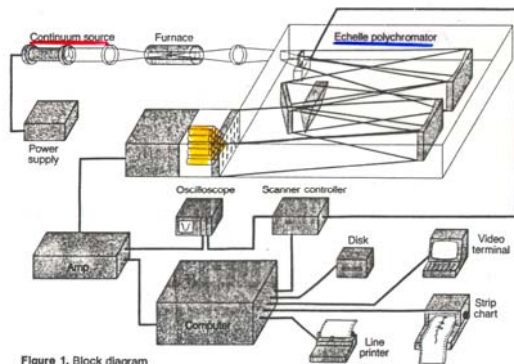 Continuum source
Furnace
Echelle polychromator
Power
supply
Oscilloscope
Scanner controller
Amp
Disk
Video
terminal
Computer
Strip
chart
Line
printer
Figure 1. Block diagram